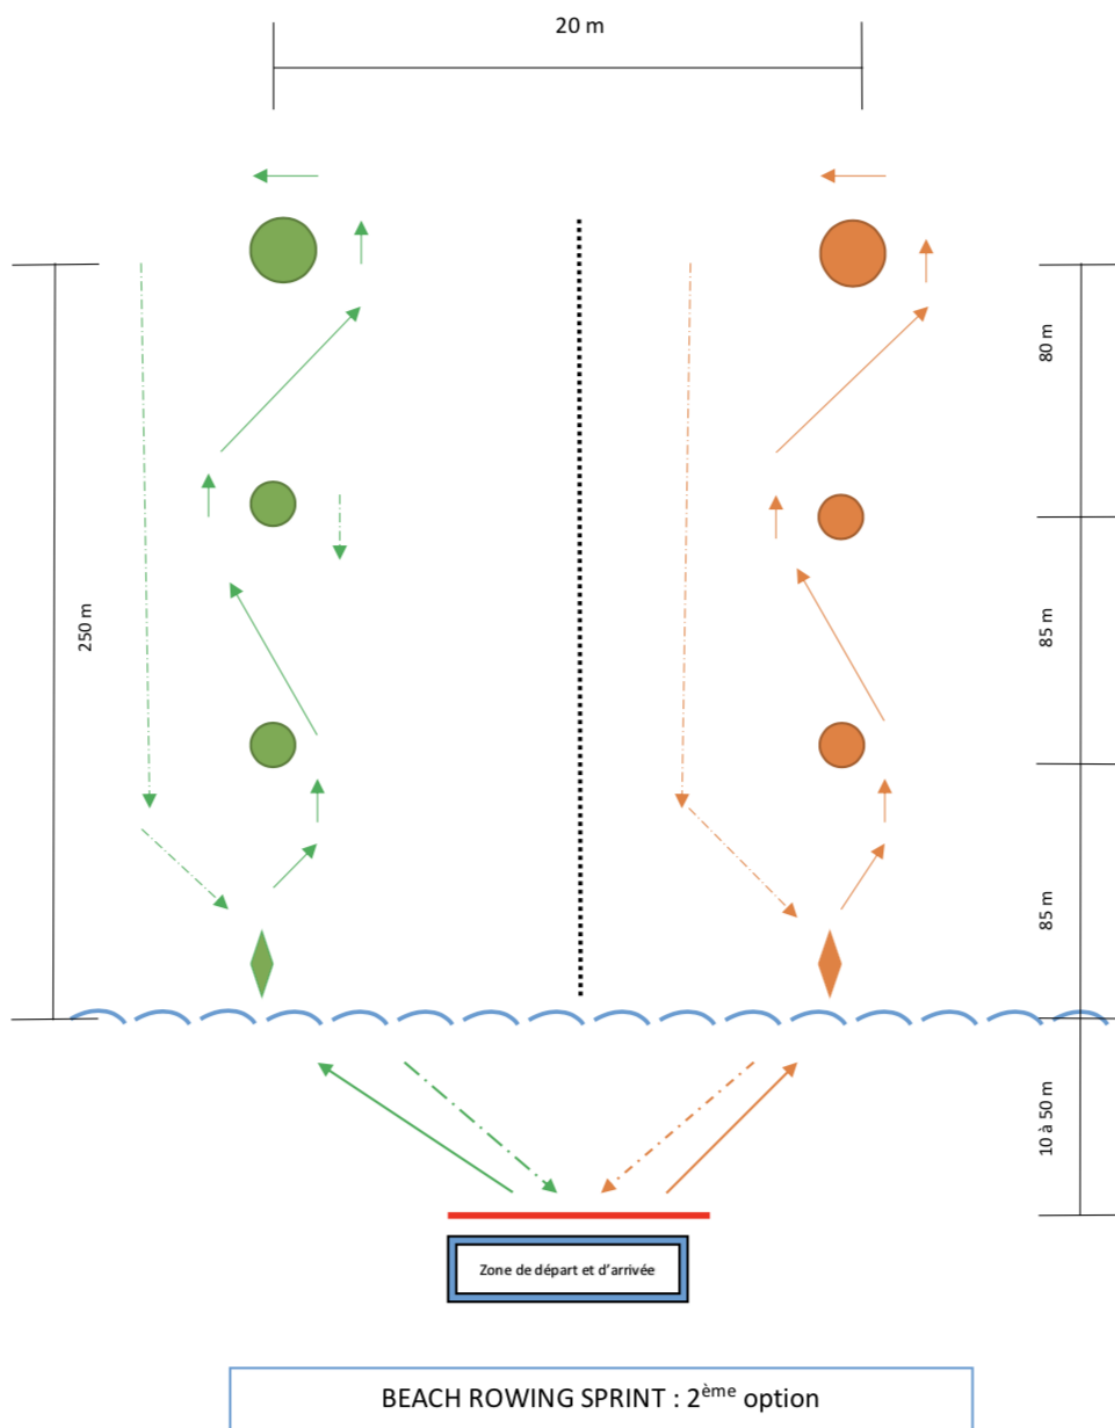 20 m
80 m
250 m
85 m
85 m
10 à 50 m
Zone de départ et d’arrivée
BEACH ROWING SPRINT : 2ème option